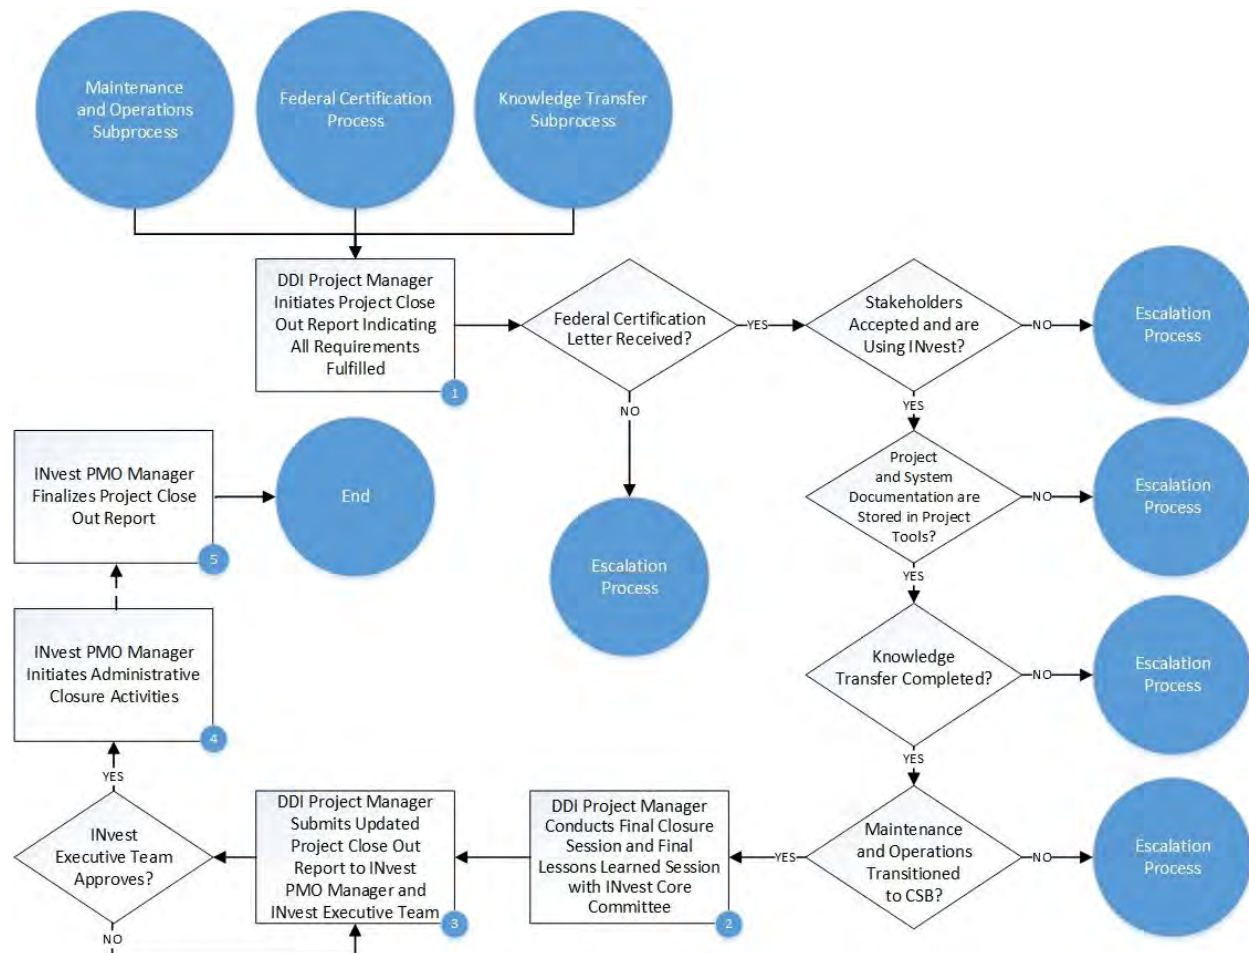 Maintenance
and Operations
Subprocess
Federal Certification
Process
Knowledge Transfer
Subprocess
DDI Project Manager
Initiates Project Close
Out Report Indicating
All Requirements
Fulfilled
1
Federal Certification
Letter Received?
YES
Stakeholders
Accepted and are
Using INvest?
NO
Escalation
Process
NO
YES
Escalation
Process
Project
and System
Documentation are
Stored in Project
Tools?
NO
Escalation
Process
YES
Knowledge
Transfer Completed?
NO
Escalation
Process
YES
Maintenance
and Operations
Transitioned
to CSB?
NO
Escalation
Process
YES
DDI Project Manager
Conducts Final Closure
Session and Final
Lessons Learned Session
with INvest Core
Committee
2
DDI Project Manager
Submits Updated
Project Close Out
Report to INvest
PMO Manager and
INvest Executive Team
3
INvest
Executive Team
Approves?
NO
YES
INvest PMO Manager
Initiates Administrative
Closure Activities
4
INvest PMO Manager
Finalizes Project Close
Out Report
5
End